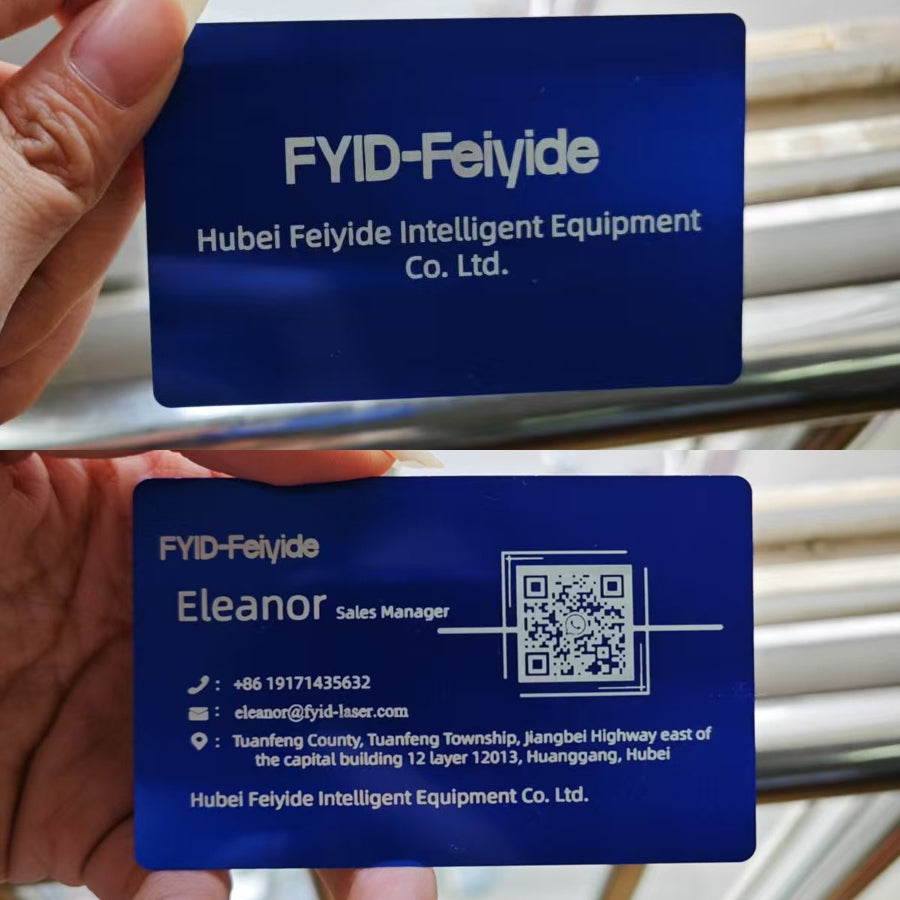 FYID-Feiyide
Hubei Feiyide Intelligent Equipment
Co. Ltd.
FYID-Feiyide
Eleanor Sales Manager
: +86 19171435632
: eleanor@fyid-laser.com
: Tuanfeng County, Tuanfeng Township, Jiangbei Highway east of
the capital building 12 layer 12013, Huanggang, Hubei
Hubei Feiyide Intelligent Equipment Co. Ltd.